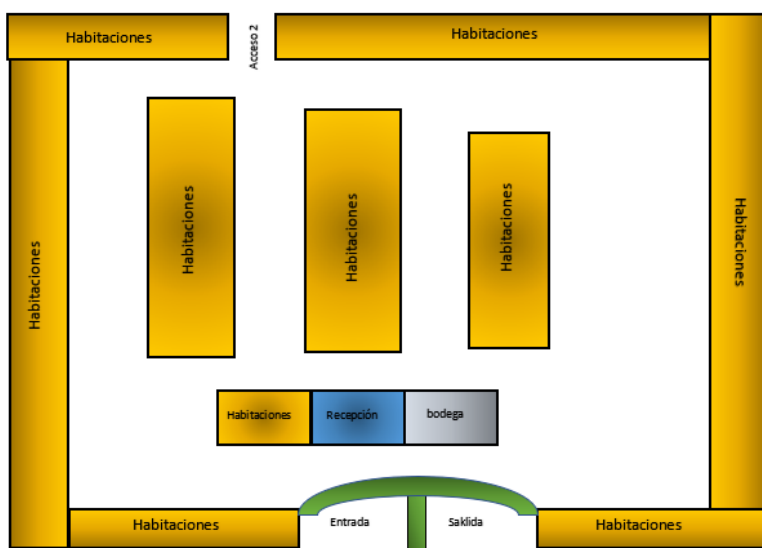 Habitaciones
Acceso 2
Habitaciones
Habitaciones
Habitaciones
Habitaciones
Habitaciones
Habitaciones
Habitaciones
Recepción
bodega
Habitaciones
Entrada
Saklida
Habitaciones